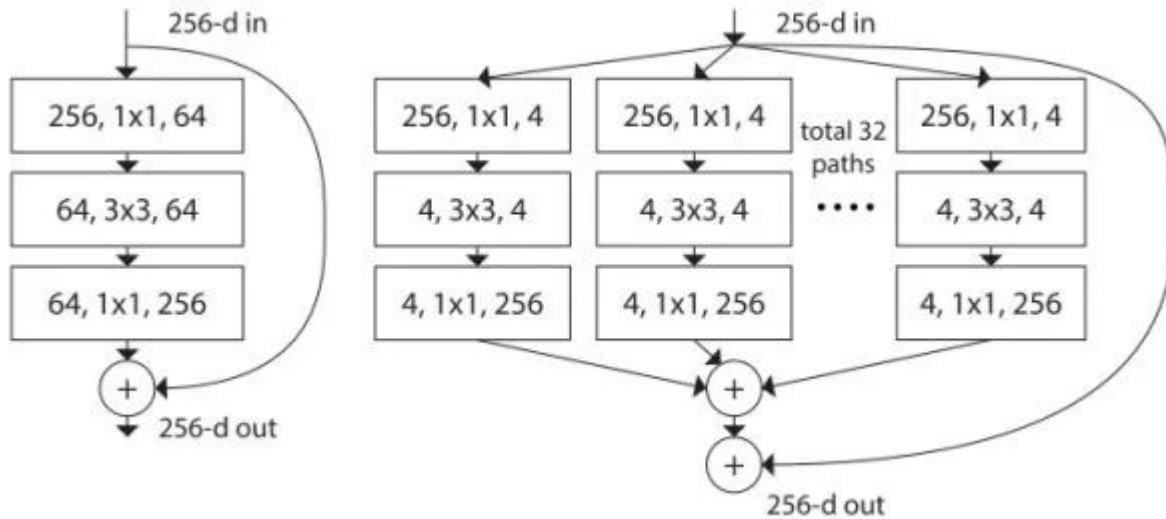 256-d in
256, 1x1, 64
64, 3x3, 64
64, 1x1, 256
+
256-d out
256-d in
256, 1x1, 4
256, 1x1, 4
total 32
paths
256, 1x1, 4
4, 3x3, 4
4, 3x3, 4
....
4, 3x3, 4
4, 1x1, 256
4, 1x1, 256
4, 1x1, 256
+
+
256-d out